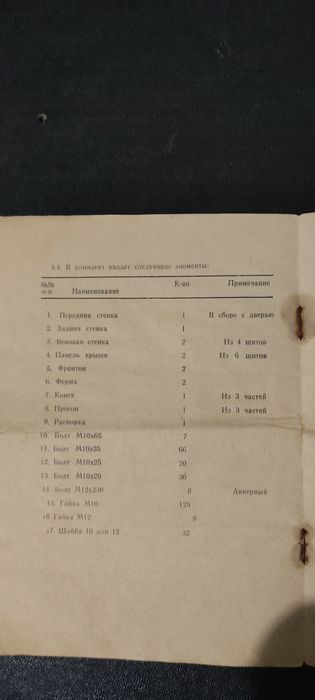 3.4. В комплект входят следующие элементы:
№№ п-п. Наименование К-во Примечание
1. Передняя стенка 1 В сборе с дверью
2. Задняя стенка 1
3. Боковая стенка 2 Из 4 щитов
4. Панель крыши 2 Из 6 щитов
5. Фронтон 2
6. Ферма 2
7. Конек 1 Из 3 частей
8. Прогон 1 Из 3 частей
9. Распорка 1
10. Болт М10х65 7
11. Болт М10х35 66
12. Болт М10х25 20
13. Болт М10х20 36
14. Болт М12х230 8 Анкерный
15. Гайка М10 125
16 Гайка М12 8
17. Шайба 10 или 12 32